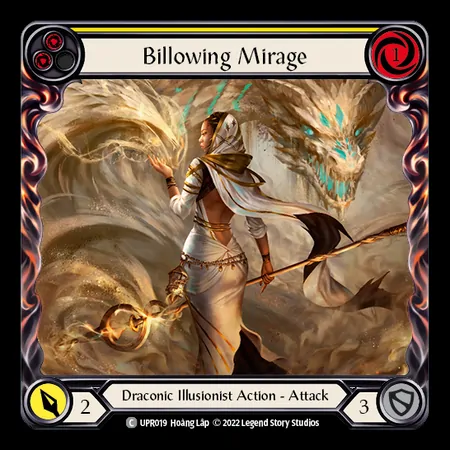 Billowing Mirage
1
2
Draconic Illusionist Action - Attack
3
C UPR019 Hoàng Lập © 2022 Legend Story Studios